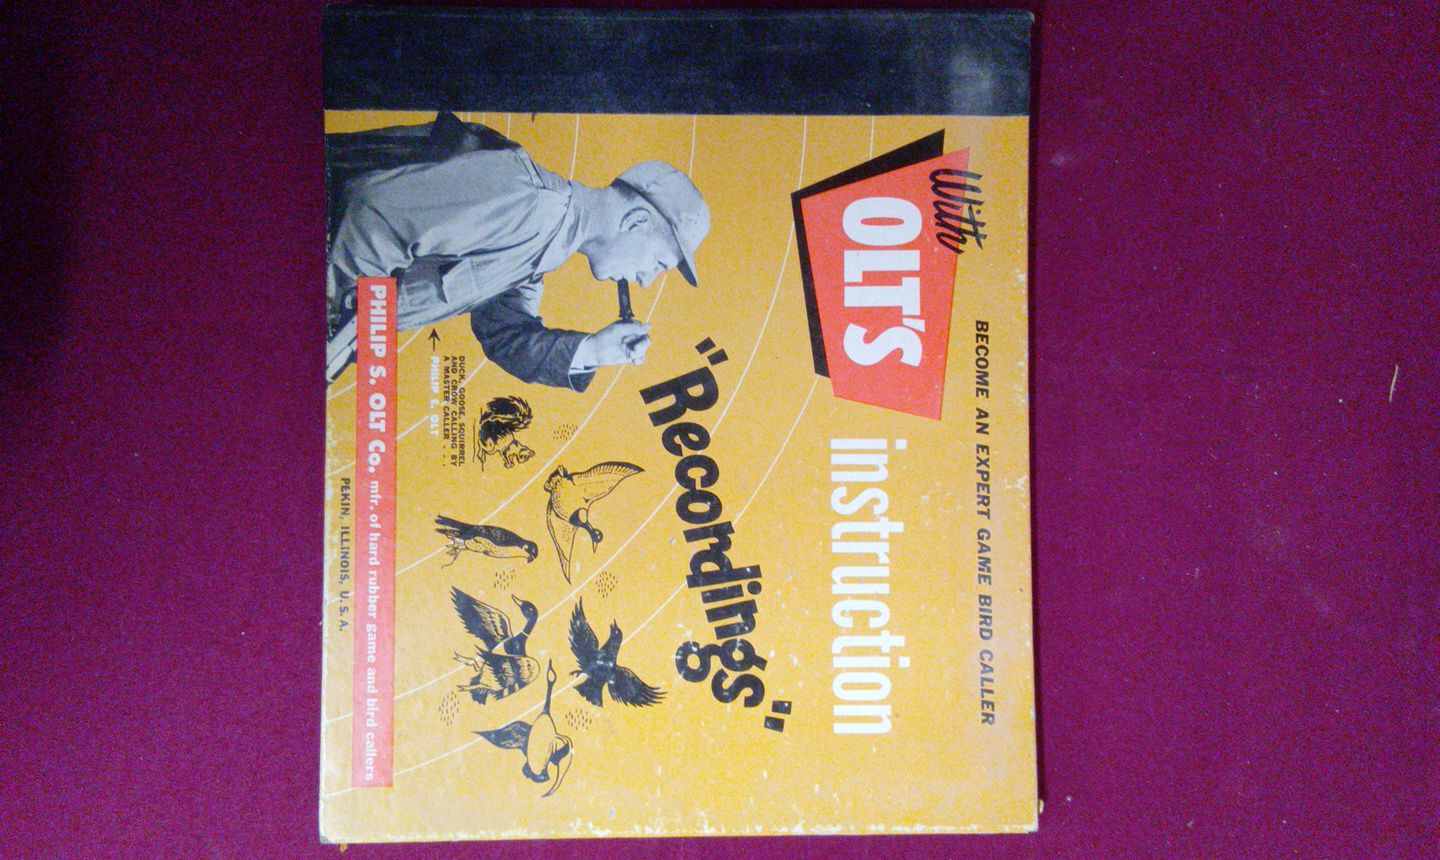 BECOME AN EXPERT GAME BIRD CALLER
With
OLT'S
instruction
"Recordings"
DUCK, GOOSE, SQUIRREL
AND CROW CALLING BY
A MASTER CALLER . . .
PHILIP E. OLT
PHILIP S. OLT Co. mfr. of hard rubber game and bird callers
PEKIN, ILLINOIS, U.S.A.